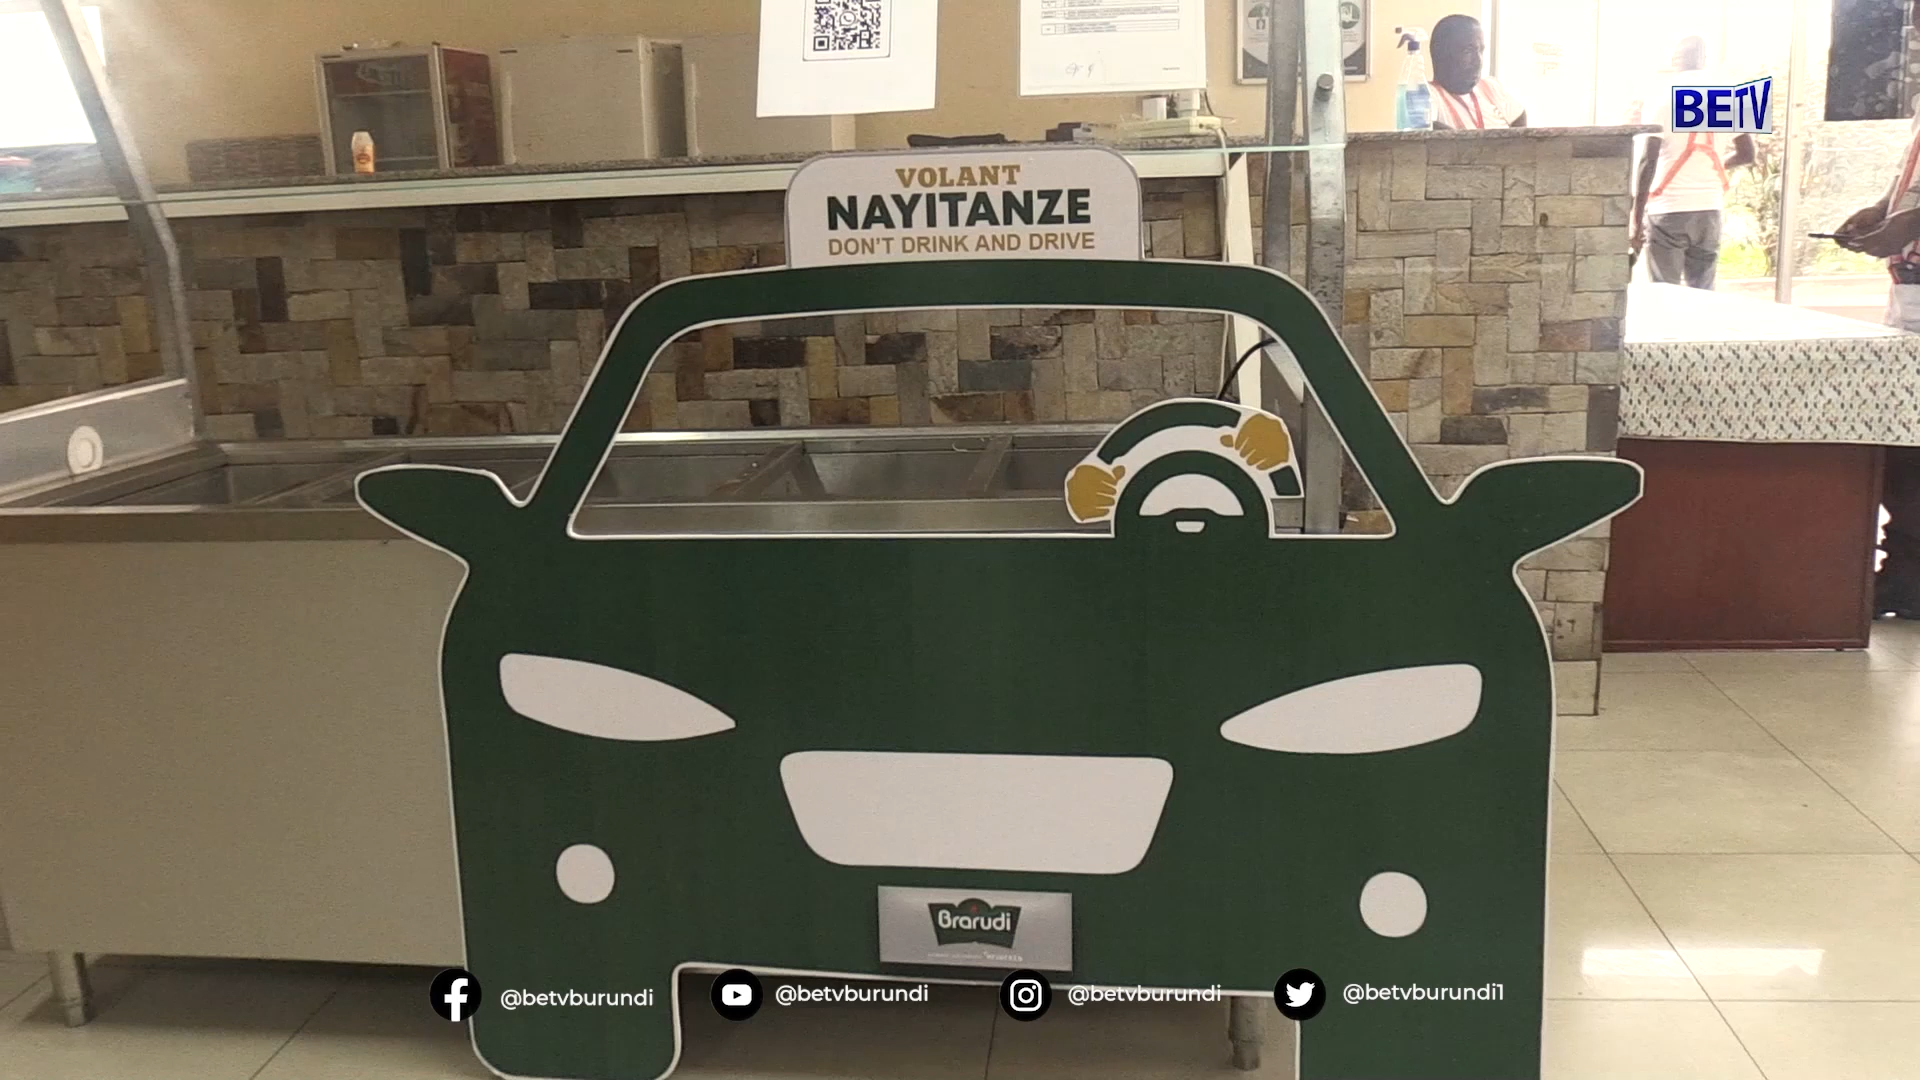 BETV
VOLANT
NAYITANZE
DON'T DRINK AND DRIVE
Brarudi
@betvburundi
@betvburundi
@betvburundi
@betvburundi1